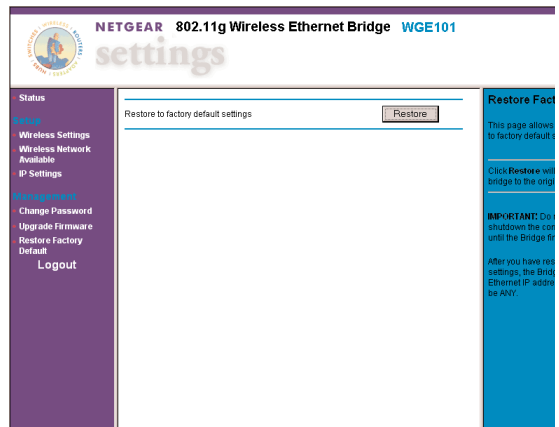 NETGEAR 802.11g Wireless Ethernet Bridge WGE101
settings
Status
Setup
Wireless Settings
Wireless Network
Available
IP Settings
Management
Change Password
Upgrade Firmware
Restore Factory
Default
Logout
Restore to factory default settings Restore
Restore Fact
This page allows
to factory default s
Click Restore will
bridge to the origi
IMPORTANT: Do
shutdown the con
until the Bridge
After you have res
settings, the Bridg
Ethernet IP addre
be ANY.